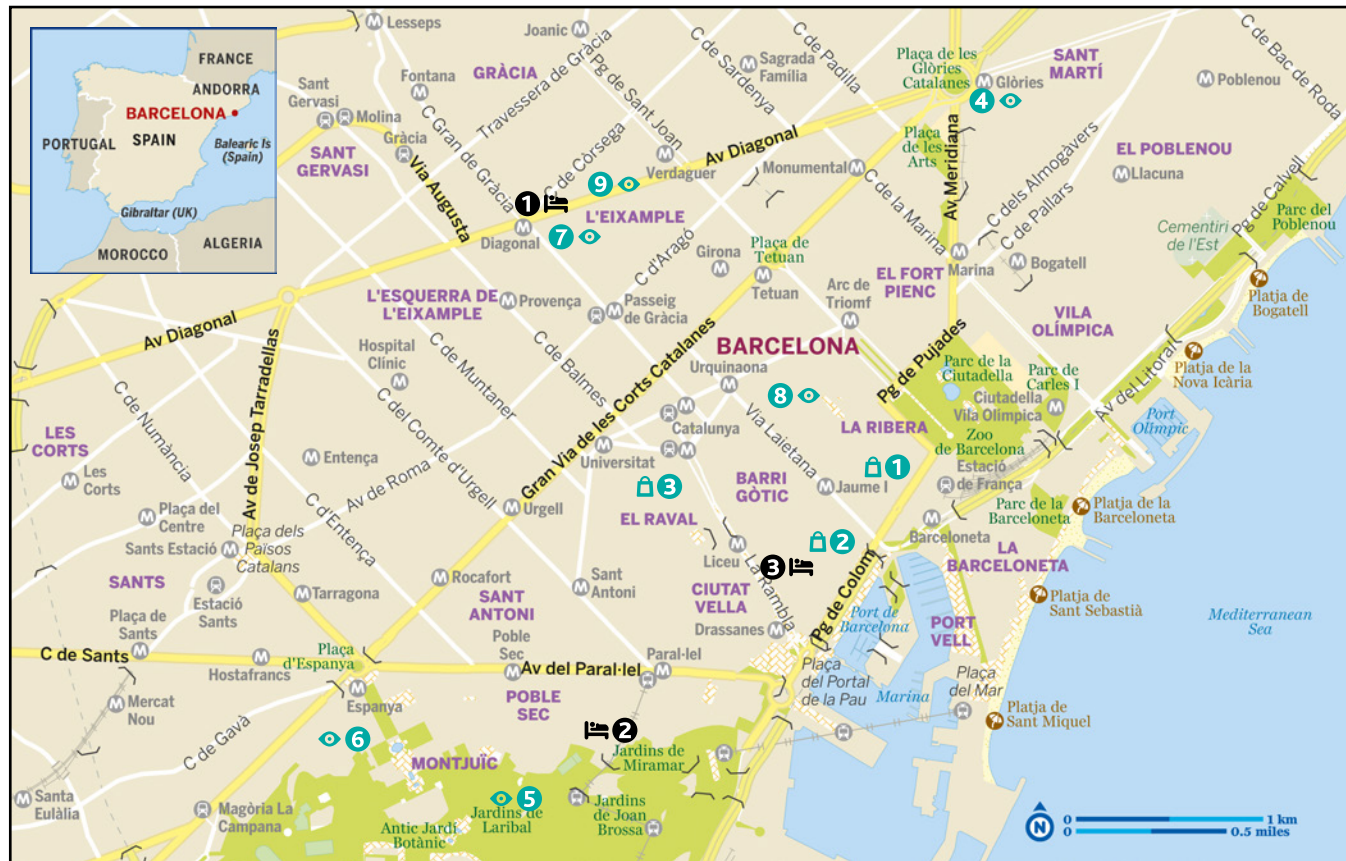 FRANCE
ANDORRA
BARCELONA
SPAIN
PORTUGAL
Balearic Is
(Spain)
Gibraltar (UK)
MOROCCO
ALGERIA
Lesseps
Joanic
C de Sardenya
C de Padilla
Plaça de les
Glòries
Catalanes
Glòries
SANT
MARTÍ
C de Bac de Roda
Poblenou
Sant
Gervasi
Fontana
GRÀCIA
Travessera de Gràcia
Pg de Sant Joan
Sagrada
Família
4
Molina
Gràcia
SANT
GERVASI
Via Augusta
C Gran de Gràcia
C de Còrsega
Av Diagonal
Verdaguer
Monumental
Plaça
de les
Arts
Av Meridiana
C de la Marina
C dels Almogàvers
C de Pallars
EL POBLENOU
Llacuna
Pg de Calvell
Parc del
Poblenou
Cementiri
de l'Est
9
1
L'EIXAMPLE
Diagonal
7
C d'Aragó
Girona
Plaça de
Tetuan
Tetuan
Marina
Bogatell
EL FORT
PIENC
Arc de
Triomf
Platja de
Bogatell
L'ESQUERRA DE
L'EIXAMPLE
Provença
Passeig
de Gràcia
VILA
OLÍMPICA
Av Diagonal
Av de Josep Tarradellas
Hospital
Clínic
C de Muntaner
C de Balmes
Gran Via de les Corts Catalanes
BARCELONA
Urquinaona
Pg de Pujades
Parc de la
Ciutadella
Parc de
Carles I
Ciutadella
Vila Olímpica
Av del Litoral
Platja de la
Nova Icària
Port
Olímpic
8
C de Numància
C del Comte d'Urgell
Catalunya
Via Laietana
LA RIBERA
Zoo
de Barcelona
Estació
de França
LES
CORTS
Les
Corts
Entença
Av de Roma
Universitat
1
3
BARRI
GÒTIC
Jaume I
Plaça del
Centre
C d'Entença
Urgell
EL RAVAL
Parc de la
Barceloneta
Platja de la
Barceloneta
Sants Estació
Plaça dels
Països
Catalans
2
Barceloneta
Liceu
3
La Rambla
LA
BARCELONETA
SANTS
Estació
Sants
Tarragona
Rocafort
SANT
ANTONI
Sant
Antoni
CIUTAT
VELLA
Pg de Colom
Port de
Barcelona
Platja de
Sant Sebastià
Mediterranean
Sea
Plaça de
Sants
Drassanes
PORT
VELL
C de Sants
Hostafrancs
Plaça
d'Espanya
Poble
Sec
Av del Paral·lel
Paral·lel
Plaça
del Portal
de la Pau
Marina
Plaça
del Mar
Mercat
Nou
Espanya
POBLE
SEC
Platja de
Sant Miquel
C de Gavà
6
2
MONTJUÏC
Jardins de
Miramar
Santa
Eulàlia
Magòria La
Campana
5
Jardins de
Laribal
Jardins
de Joan
Brossa
Antic Jardí
Botànic
N
0 1 km
0 0.5 miles